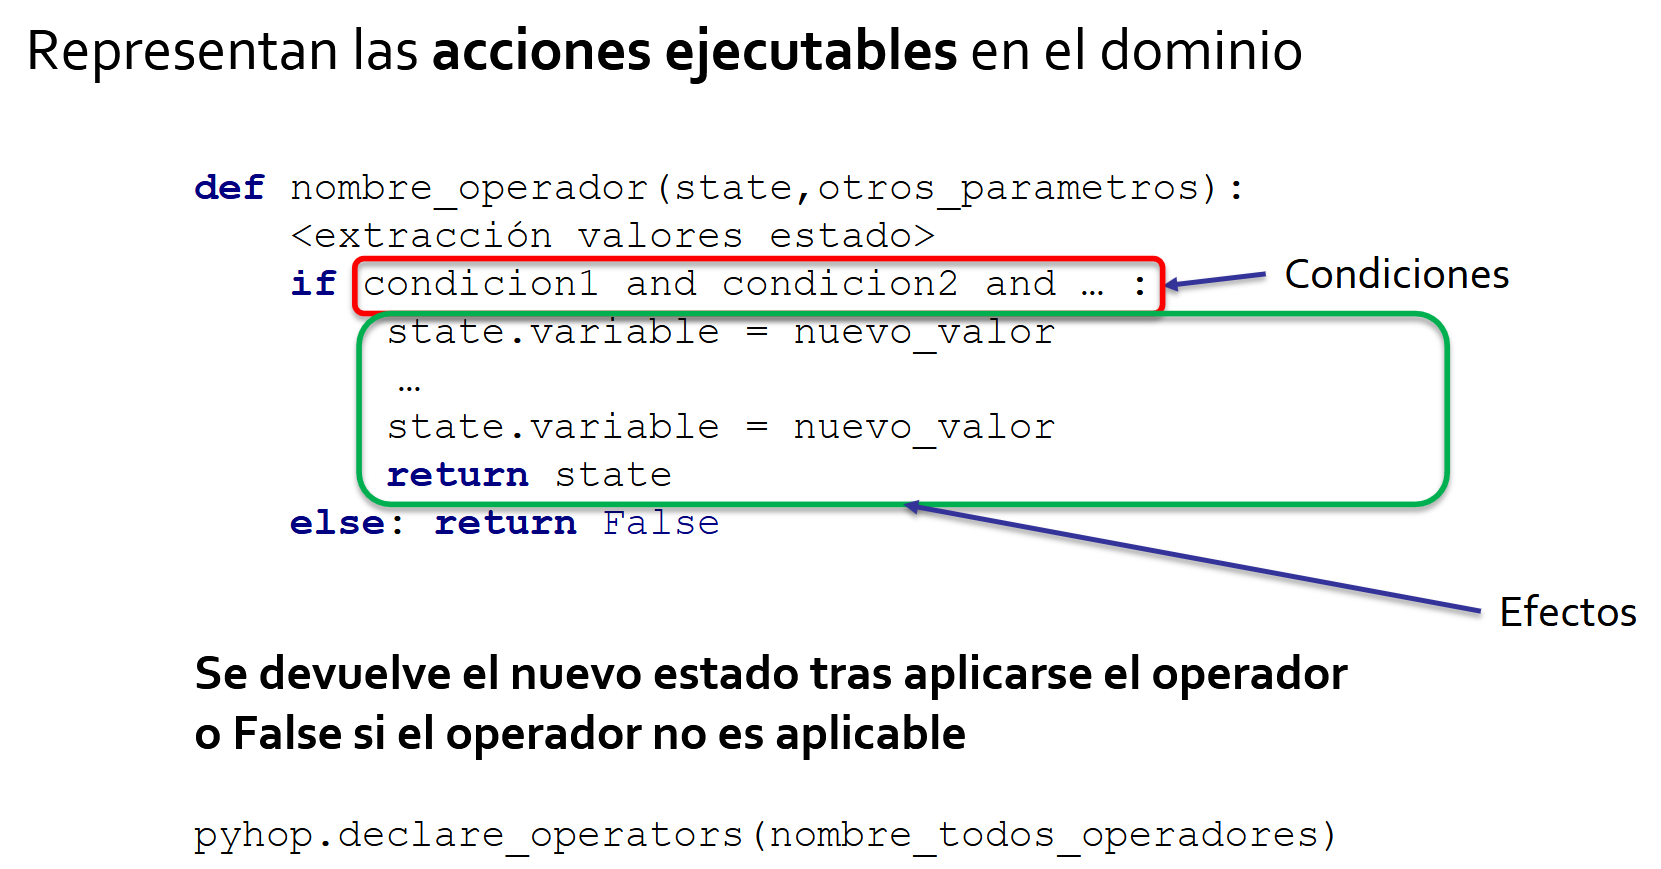 Representan las acciones ejecutables en el dominio
def nombre_operador(state,otros_parametros):
<extracción valores estado>
if condicion1 and condicion2 and … :
Condiciones
state.variable = nuevo_valor
…
state.variable = nuevo_valor
return state
else: return False
Efectos
Se devuelve el nuevo estado tras aplicarse el operador
o False si el operador no es aplicable
pyhop.declare_operators(nombre_todos_operadores)